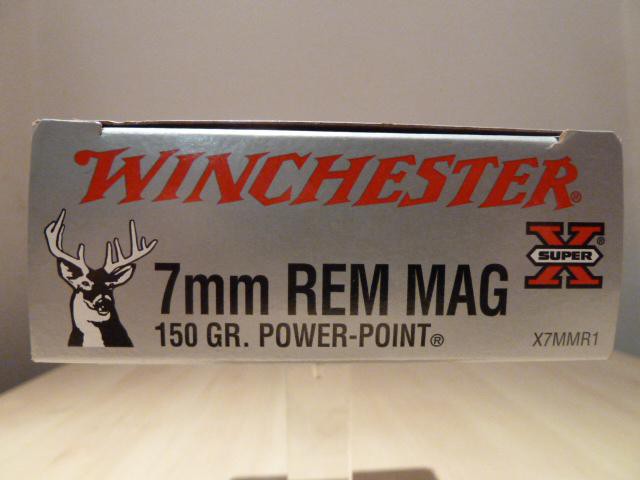 WINCHESTER®
X®
SUPER
7mm REM MAG
150 GR. POWER-POINT®
X7MMR1